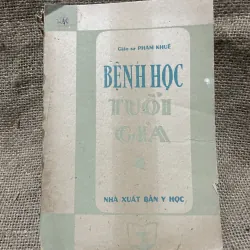 Giáo sư PHẠM KHUÊ
BỆNH HỌC
TUỔI
GIÀ
NHÀ XUẤT BẢN Y HỌC